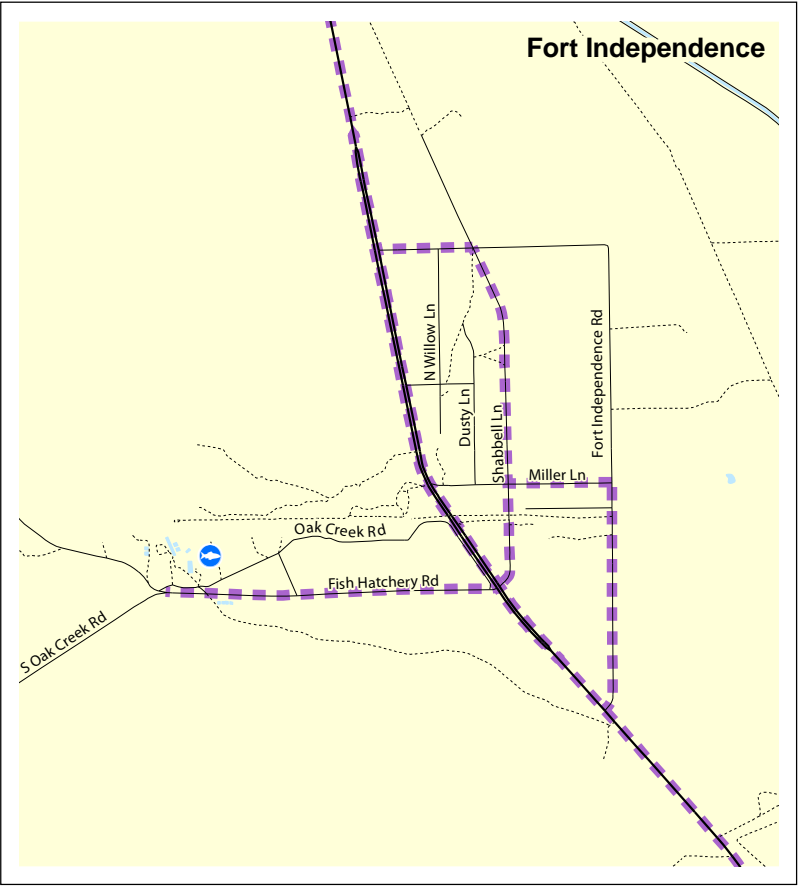 Fort Independence
N Willow Ln
Dusty Ln
Shabbell Ln
Fort Independence Rd
Miller Ln
Oak Creek Rd
Fish Hatchery Rd
S Oak Creek Rd